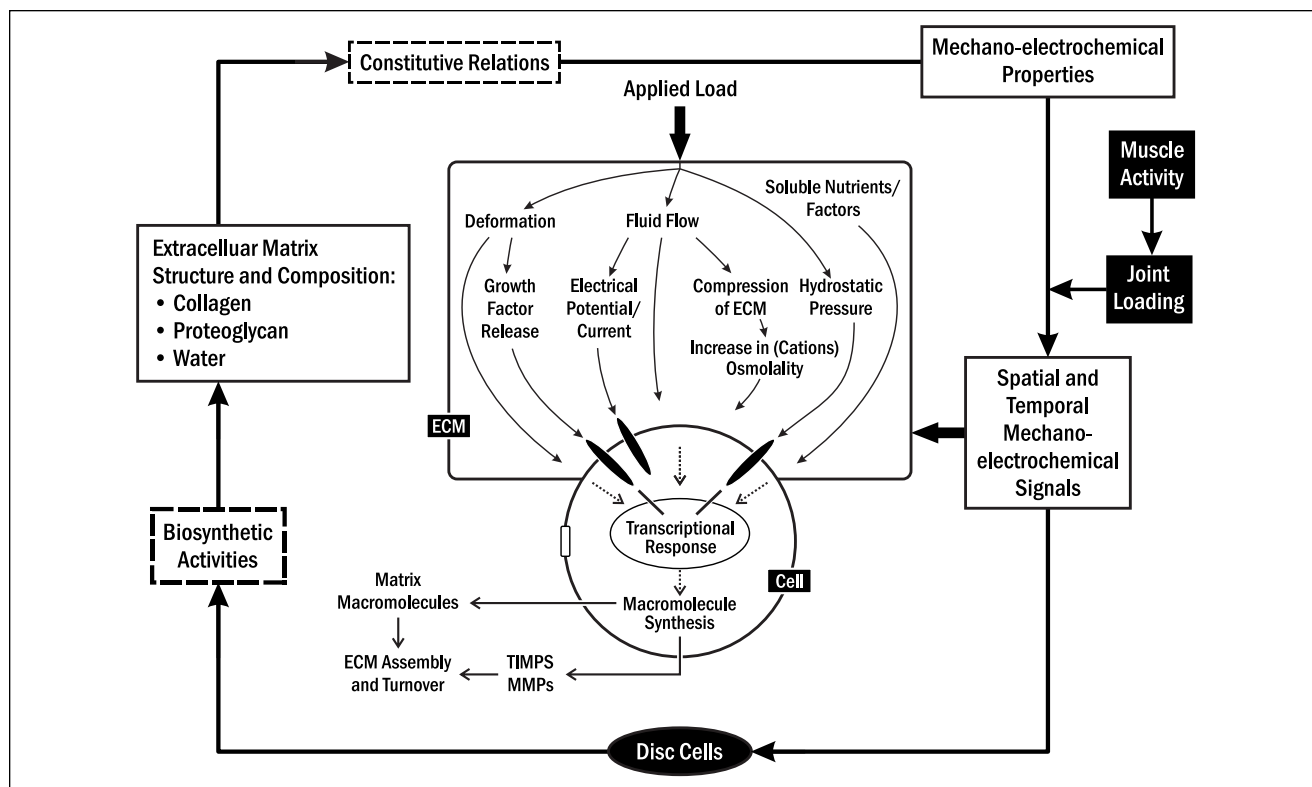 Constitutive Relations
Mechano-electrochemical
Properties
Applied Load
Muscle
Activity
Soluble Nutrients/
Factors
Deformation
Fluid Flow
Extracelluar Matrix
Structure and Composition:
• Collagen
• Proteoglycan
• Water
Growth
Factor
Release
Electrical
Potential/
Current
Compression
of ECM
Hydrostatic
Pressure
Joint
Loading
Increase in (Cations)
Osmolality
Spatial and
Temporal
Mechano-
electrochemical
Signals
ECM
Biosynthetic
Activities
Transcriptional
Response
Cell
Matrix
Macromolecules
Macromolecule
Synthesis
ECM Assembly
and Turnover
TIMPS
MMPs
Disc Cells